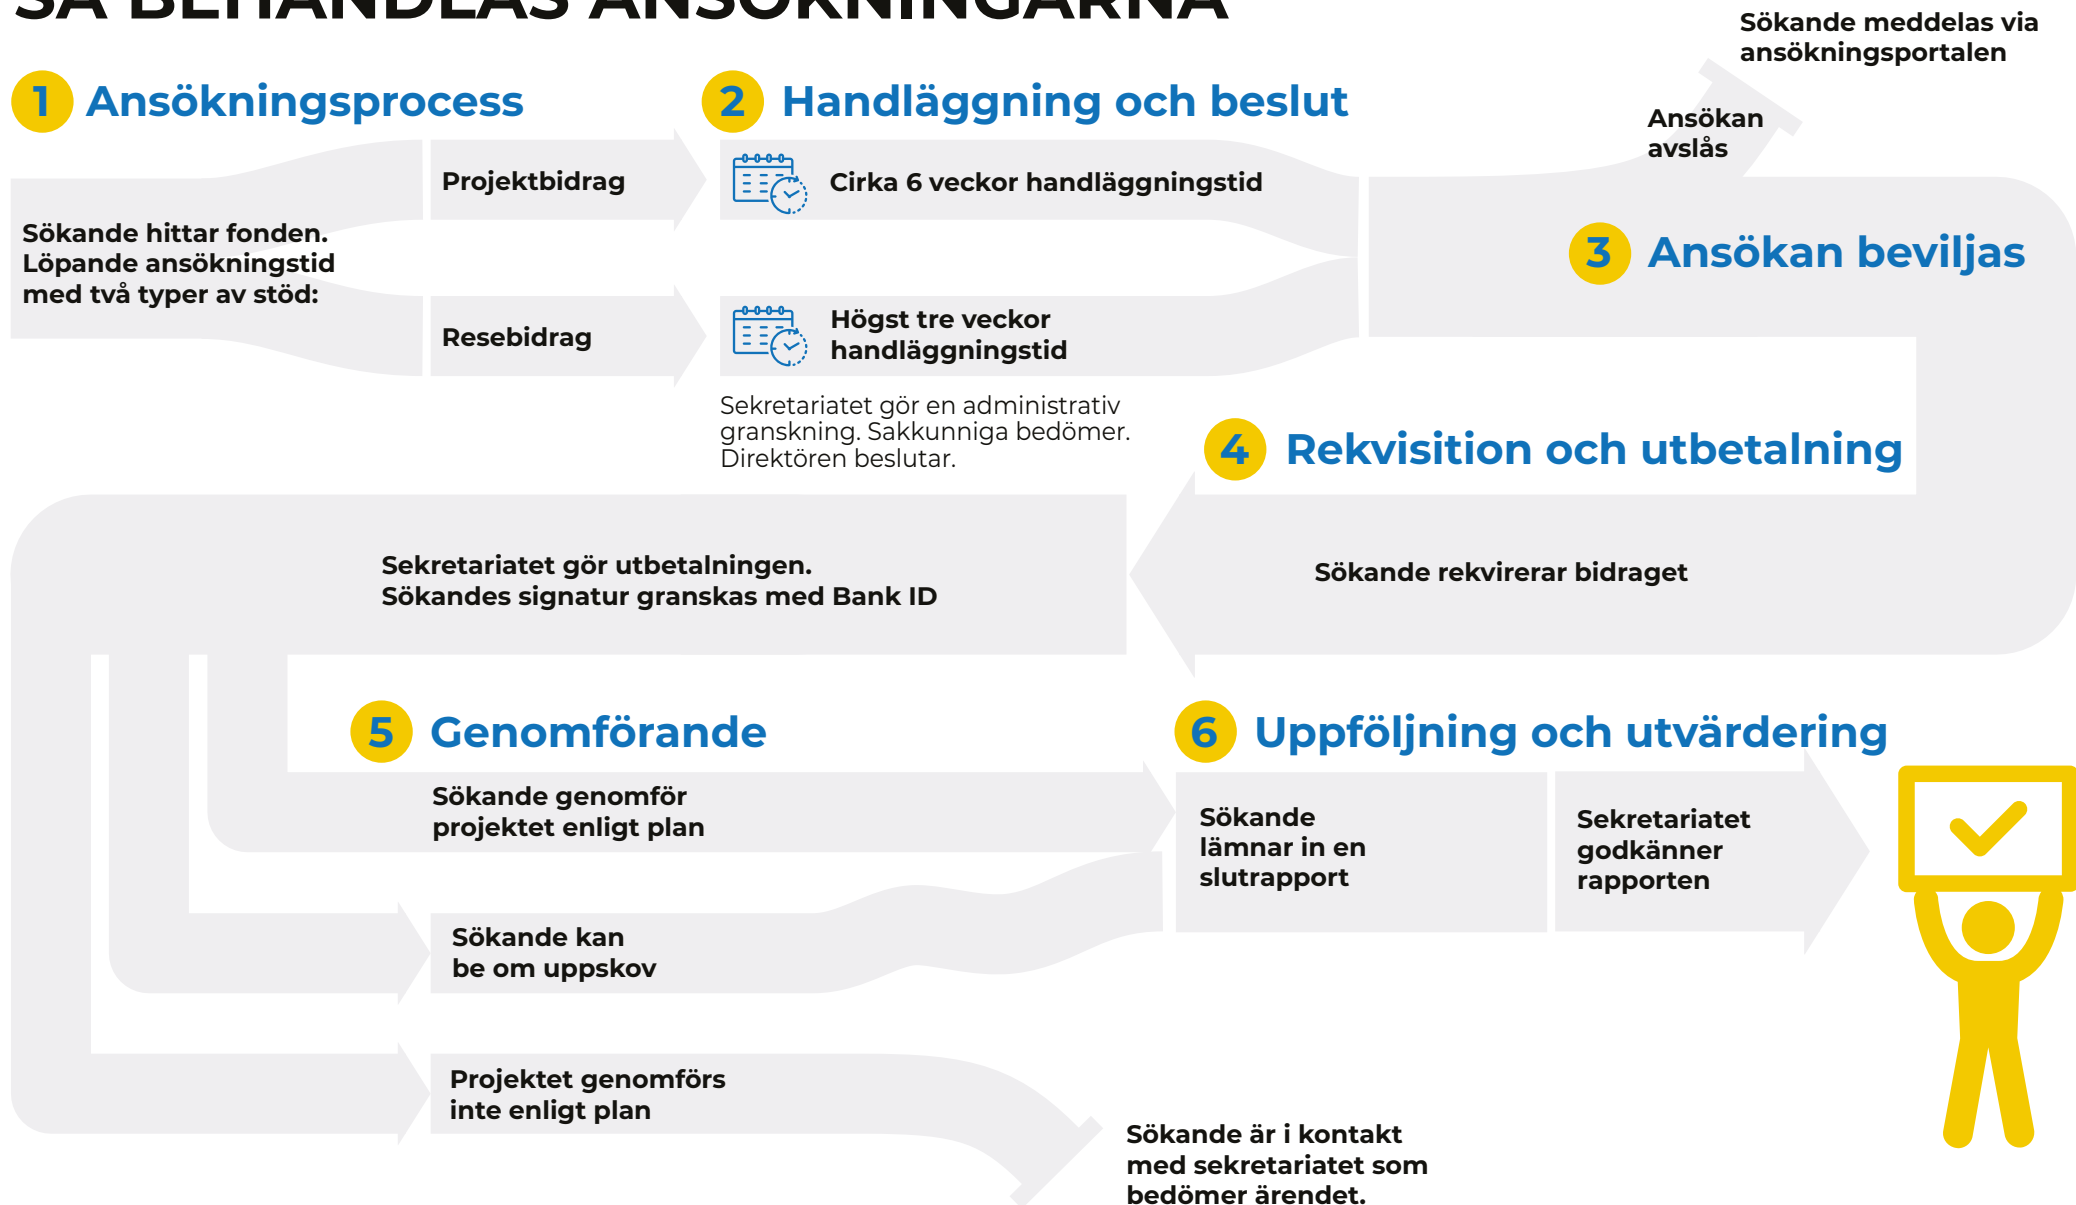 SÅ BEHANDLAS ANSÖKNINGARNA
1 Ansökningsprocess
Sökande hittar fonden.
Löpande ansökningstid
med två typer av stöd:
Projektbidrag
Resebidrag
2 Handläggning och beslut
Cirka 6 veckor handläggningstid
Högst tre veckor
handläggningstid
Sekretariatet gör en administrativ
granskning. Sakkunniga bedömer.
Direktören beslutar.
Ansökan
avslås
Sökande meddelas via
ansökningsportalen
3 Ansökan beviljas
4 Rekvisition och utbetalning
Sökande rekvirerar bidraget
Sekretariatet gör utbetalningen.
Sökandes signatur granskas med Bank ID
5 Genomförande
Sökande genomför
projektet enligt plan
Sökande kan
be om uppskov
Projektet genomförs
inte enligt plan
Sökande är i kontakt
med sekretariatet som
bedömer ärendet.
6 Uppföljning och utvärdering
Sökande
lämnar in en
slutrapport
Sekretariatet
godkänner
rapporten